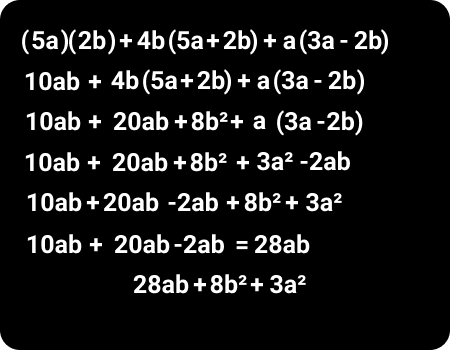 (5a)(2b) + 4b(5a+2b) + a(3a - 2b)
10ab + 4b(5a+2b) + a(3a - 2b)
10ab + 20ab + 8b² + a (3a -2b)
10ab + 20ab + 8b² + 3a² -2ab
10ab + 20ab -2ab + 8b² + 3a²
10ab + 20ab -2ab = 28ab
28ab + 8b² + 3a²